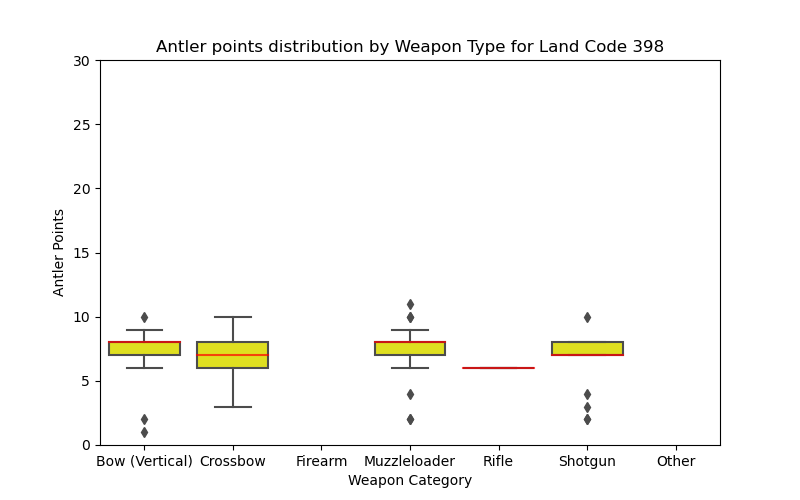 Antler points distribution by Weapon Type for Land Code 398
30
25
20
15
10
5
0
Antler Points
Bow (Vertical) Crossbow Firearm Muzzleloader Rifle Shotgun Other
Weapon Category